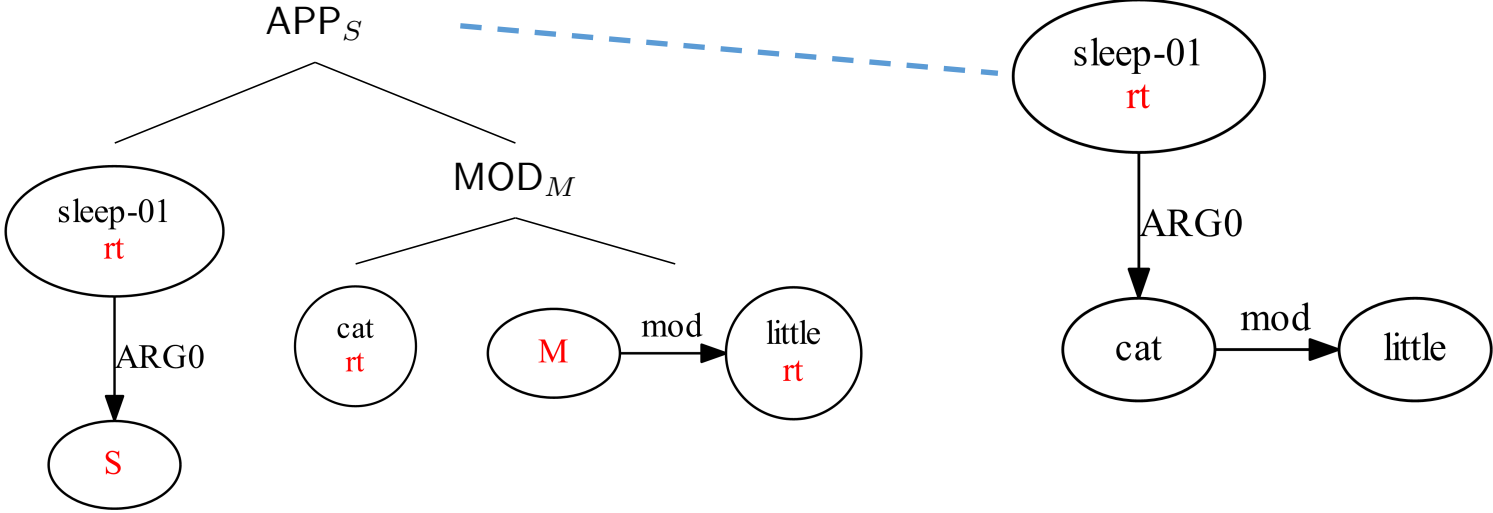 APP_S
sleep-01
rt
MOD_M
sleep-01
rt
ARG0
cat
rt
M
mod
little
rt
ARG0
S
cat
mod
little